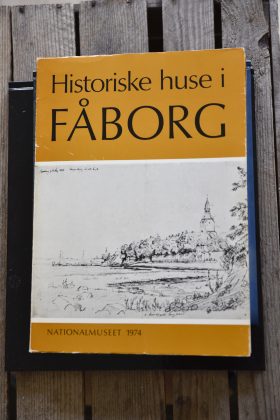 Historiske huse i
FÅBORG
NATIONALMUSEET 1974